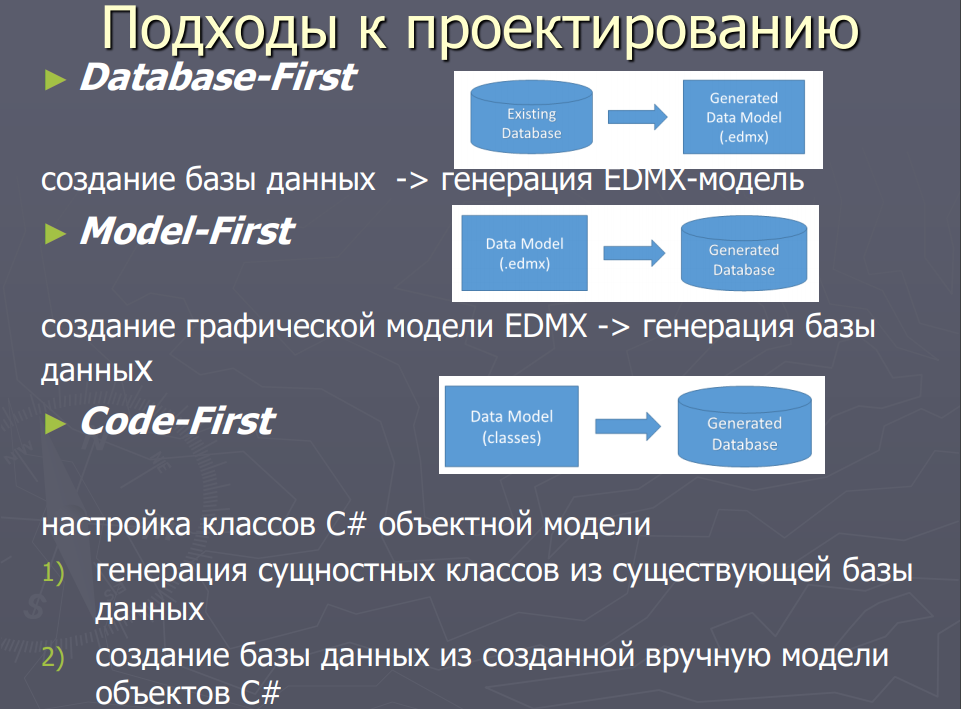 Подходы к проектированию
► Database-First
Existing
Database
Generated
Data Model
(.edmx)
создание базы данных -> генерация EDMX-модель
► Model-First
Data Model
(.edmx)
Generated
Database
создание графической модели EDMX -> генерация базы
данных
► Code-First
Data Model
(classes)
Generated
Database
настройка классов C# объектной модели
1) генерация сущностных классов из существующей базы
данных
2) создание базы данных из созданной вручную модели
объектов C#